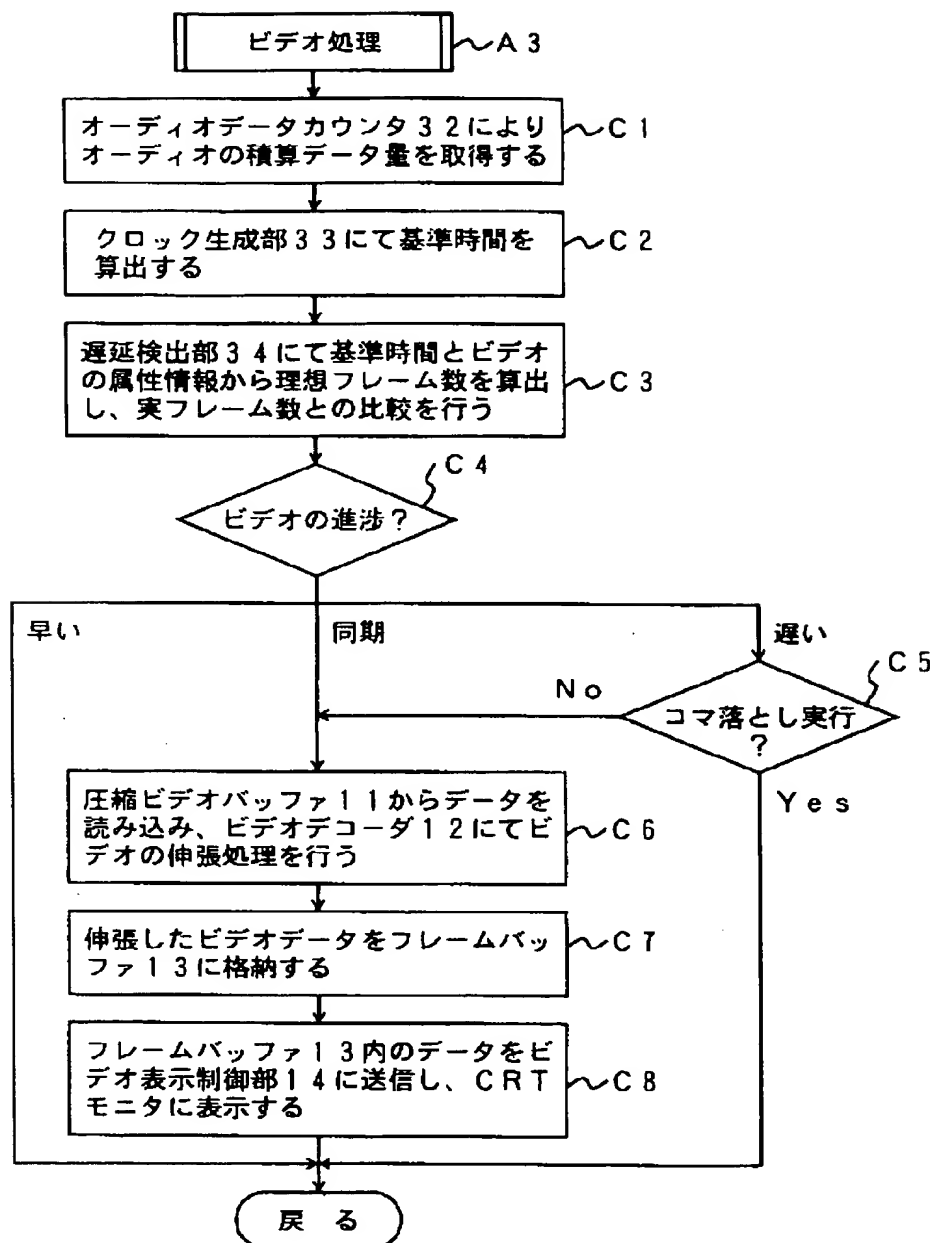 ビデオ処理
A3
オーディオデータカウンタ32により
オーディオの積算データ量を取得する
C1
クロック生成部33にて基準時間を
算出する
C2
遅延検出部34にて基準時間とビデオ
の属性情報から理想フレーム数を算出
し、実フレーム数との比較を行う
C3
C4
ビデオの進渉?
早い
同期
遅い
C5
No
コマ落とし実行
?
Yes
圧縮ビデオバッファ11からデータを
読み込み、ビデオデコーダ12にてビ
デオの伸張処理を行う
C6
伸張したビデオデータをフレームバッ
ファ13に格納する
C7
フレームバッファ13内のデータをビ
デオ表示制御部14に送信し、CRT
モニタに表示する
C8
戻る